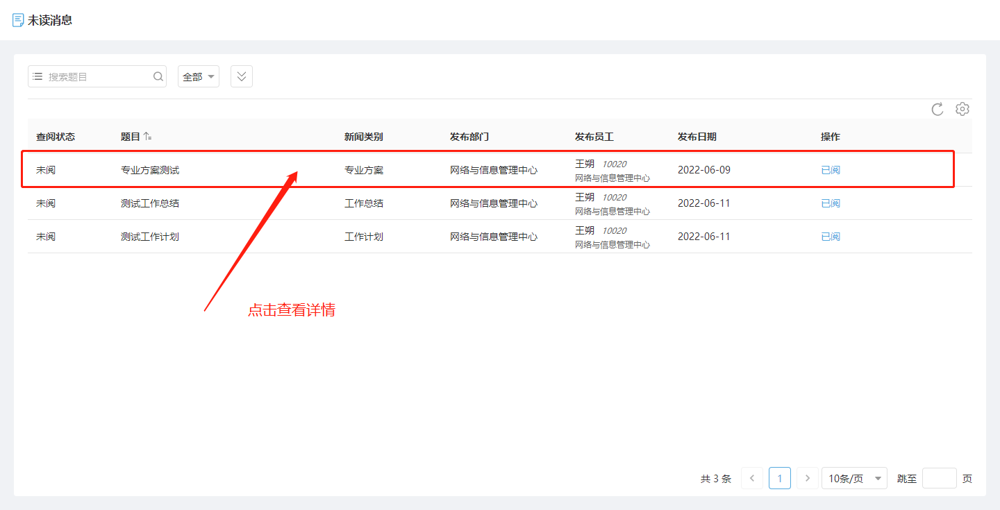 未读消息
搜索题目 全部
查阅状态 题目 新闻类别 发布部门 发布员工 发布日期 操作
未阅 专业方案测试 专业方案 网络与信息管理中心 王朔 10020 网络与信息管理中心 2022-06-09 已阅
未阅 测试工作总结 工作总结 网络与信息管理中心 王朔 10020 网络与信息管理中心 2022-06-11 已阅
未阅 测试工作计划 工作计划 网络与信息管理中心 王朔 10020 网络与信息管理中心 2022-06-11 已阅
点击查看详情
共 3 条 1 10条/页 跳至 页